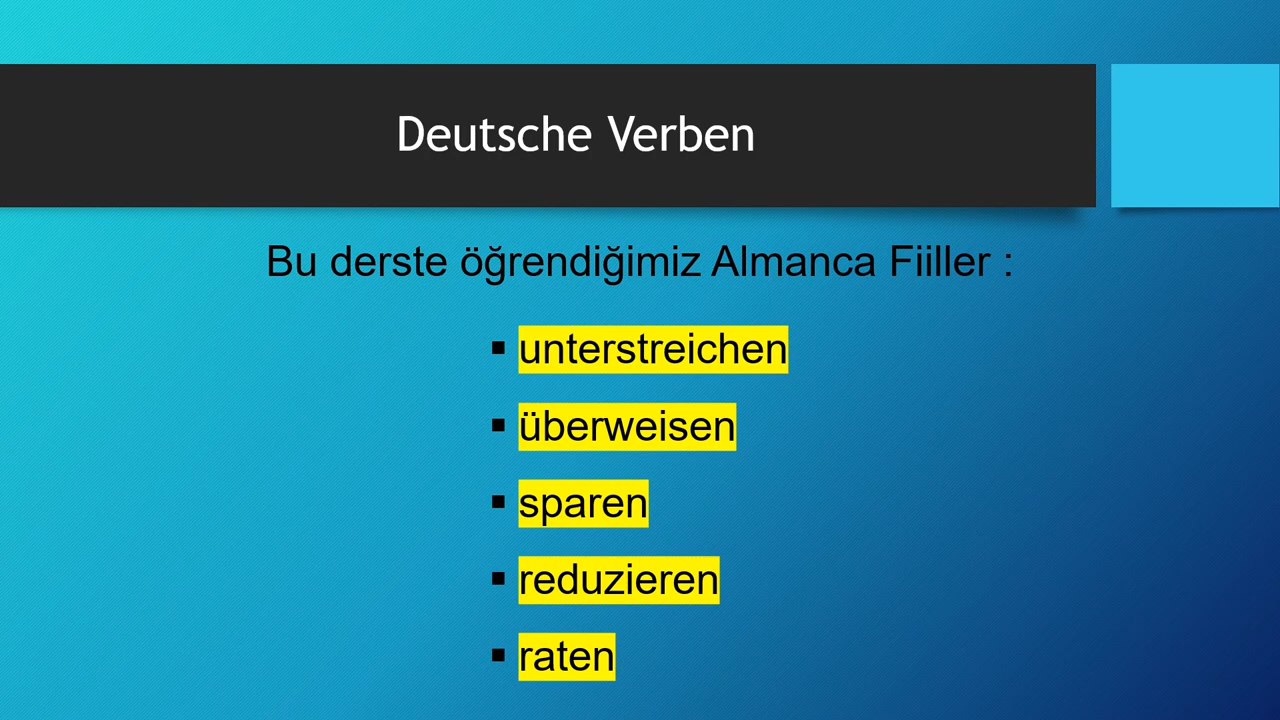 Deutsche Verben
Bu derste öğrendiğimiz Almanca Fiiller :
▪ unterstreichen
▪ überweisen
▪ sparen
▪ reduzieren
▪ raten